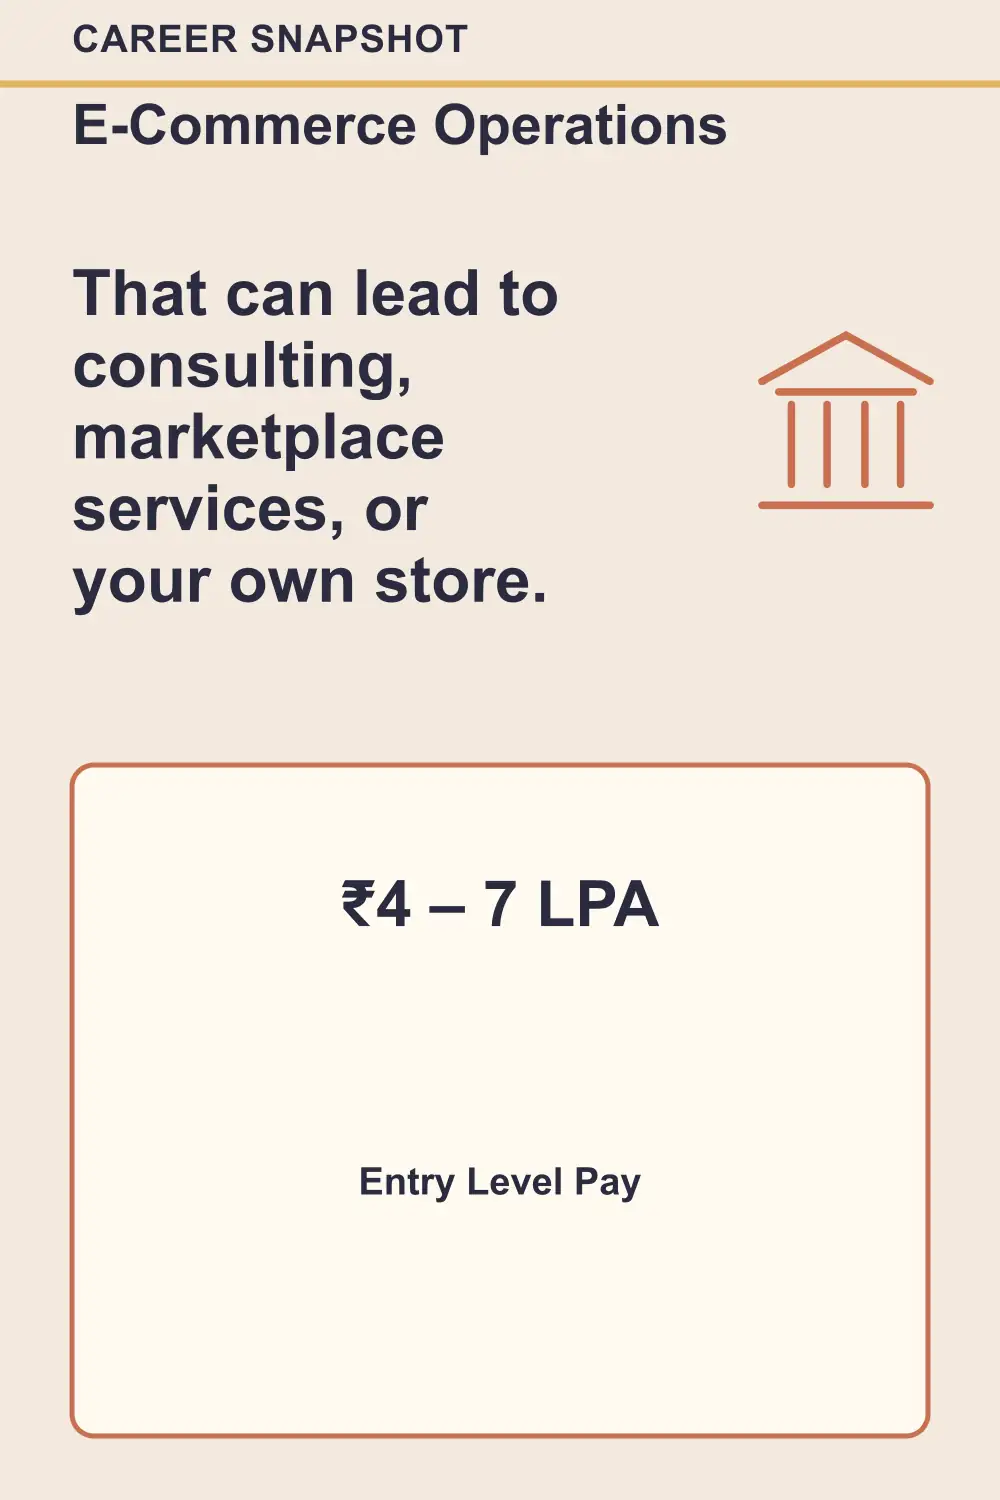 CAREER SNAPSHOT
E-Commerce Operations
That can lead to
consulting,
marketplace
services, or
your own store.
₹4 – 7 LPA
Entry Level Pay